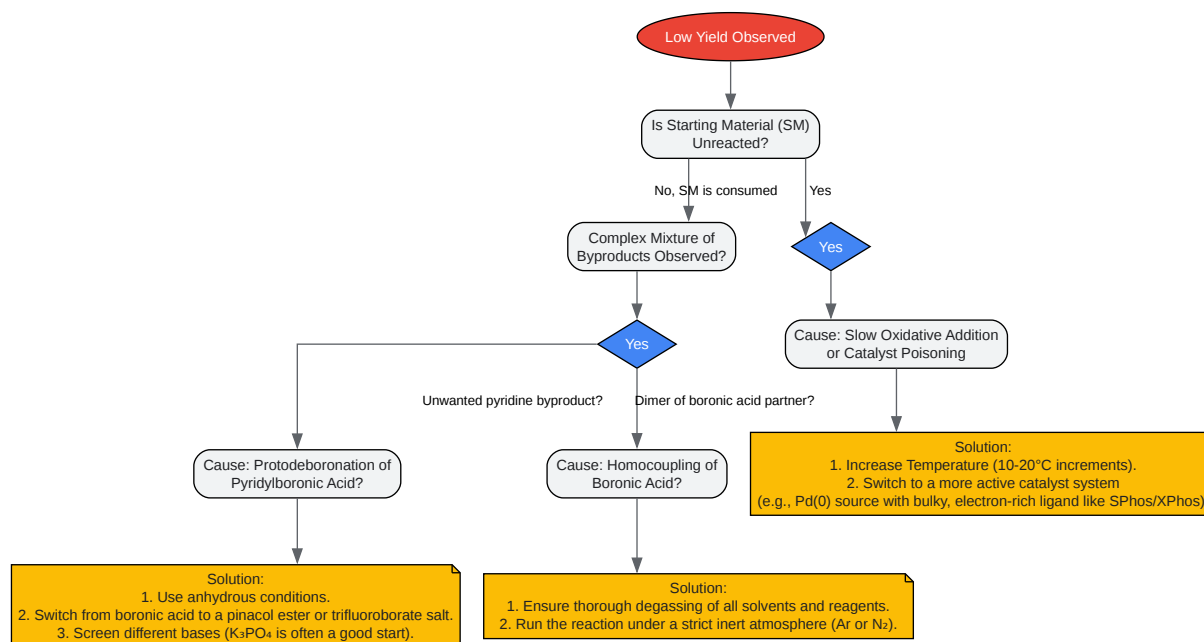 Low Yield Observed
Is Starting Material (SM)
Unreacted?
No, SM is consumed
Yes
Complex Mixture of
Byproducts Observed?
Yes
Cause: Slow Oxidative Addition
or Catalyst Poisoning
Yes
Unwanted pyridine byproduct?
Dimer of boronic acid partner?
Cause: Protodeboronation of
Pyridylboronic Acid?
Cause: Homocoupling of
Boronic Acid?
Solution:
1. Increase Temperature (10-20°C increments).
2. Switch to a more active catalyst system
(e.g., Pd(0) source with bulky, electron-rich ligand like SPhos/XPhos)
Solution:
1. Use anhydrous conditions.
2. Switch from boronic acid to a pinacol ester or trifluoroborate salt.
3. Screen different bases (K₃PO₄ is often a good start).
Solution:
1. Ensure thorough degassing of all solvents and reagents.
2. Run the reaction under a strict inert atmosphere (Ar or N₂).